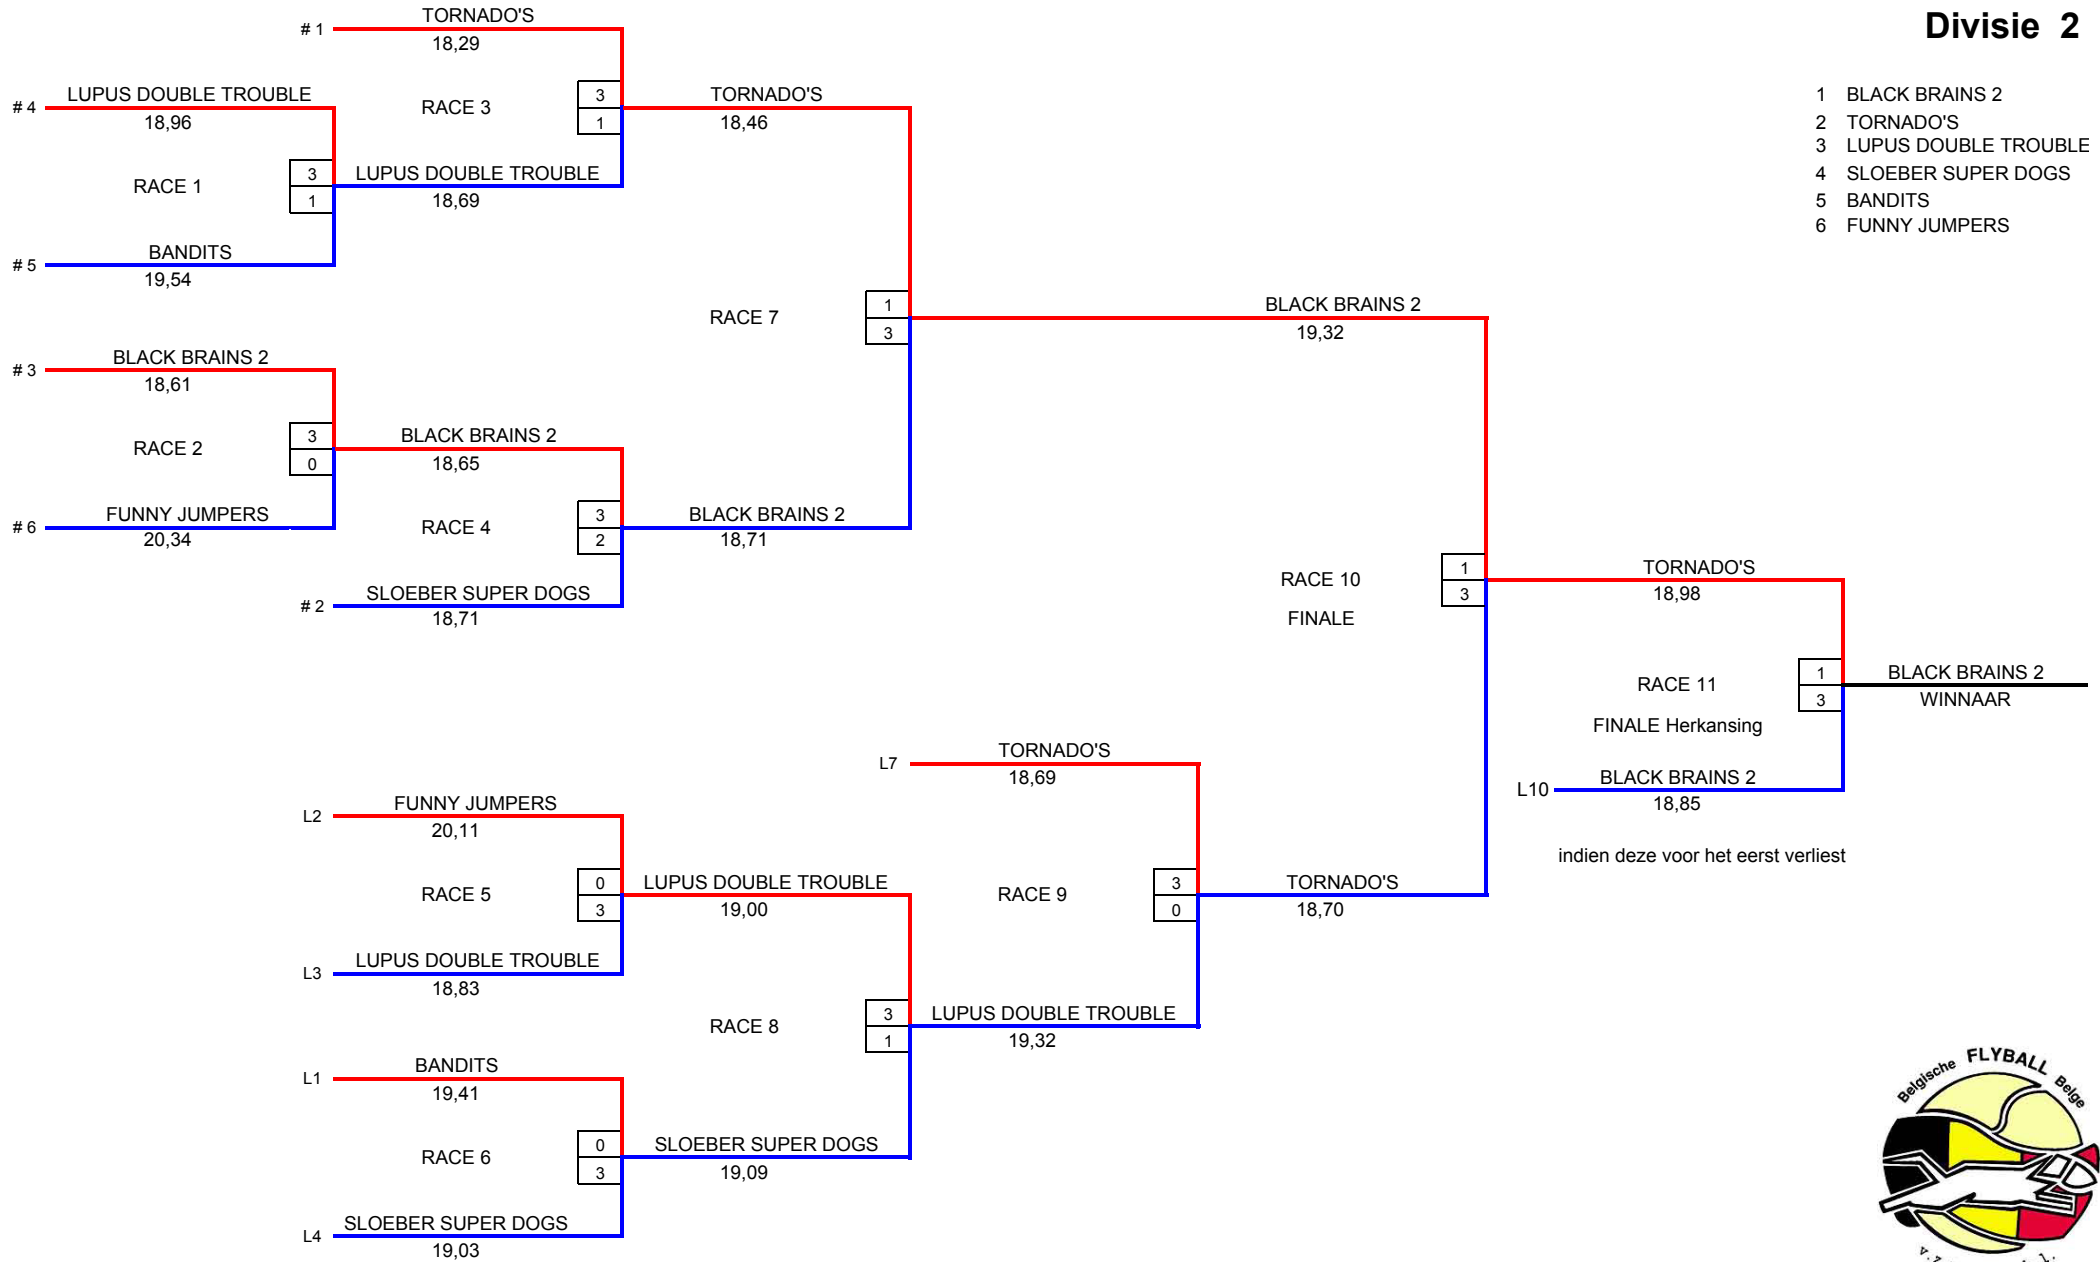 Divisie 2
1 BLACK BRAINS 2
2 TORNADO'S
3 LUPUS DOUBLE TROUBLE
4 SLOEBER SUPER DOGS
5 BANDITS
6 FUNNY JUMPERS
# 1
TORNADO'S
18,29
RACE 3
3
1
# 4
LUPUS DOUBLE TROUBLE
18,96
RACE 1
3
1
LUPUS DOUBLE TROUBLE
18,69
# 5
BANDITS
19,54
TORNADO'S
18,46
RACE 7
1
3
# 3
BLACK BRAINS 2
18,61
RACE 2
3
0
BLACK BRAINS 2
18,65
# 6
FUNNY JUMPERS
20,34
RACE 4
3
2
BLACK BRAINS 2
18,71
# 2
SLOEBER SUPER DOGS
18,71
BLACK BRAINS 2
19,32
RACE 10
FINALE
1
3
TORNADO'S
18,98
RACE 11
FINALE Herkansing
1
3
BLACK BRAINS 2
WINNAAR
L10
BLACK BRAINS 2
18,85
indien deze voor het eerst verliest
L7
TORNADO'S
18,69
RACE 9
3
0
TORNADO'S
18,70
L2
FUNNY JUMPERS
20,11
RACE 5
0
3
LUPUS DOUBLE TROUBLE
19,00
L3
LUPUS DOUBLE TROUBLE
18,83
RACE 8
3
1
LUPUS DOUBLE TROUBLE
19,32
L1
BANDITS
19,41
RACE 6
0
3
SLOEBER SUPER DOGS
19,09
L4
SLOEBER SUPER DOGS
19,03
Belgische FLYBALL Belge